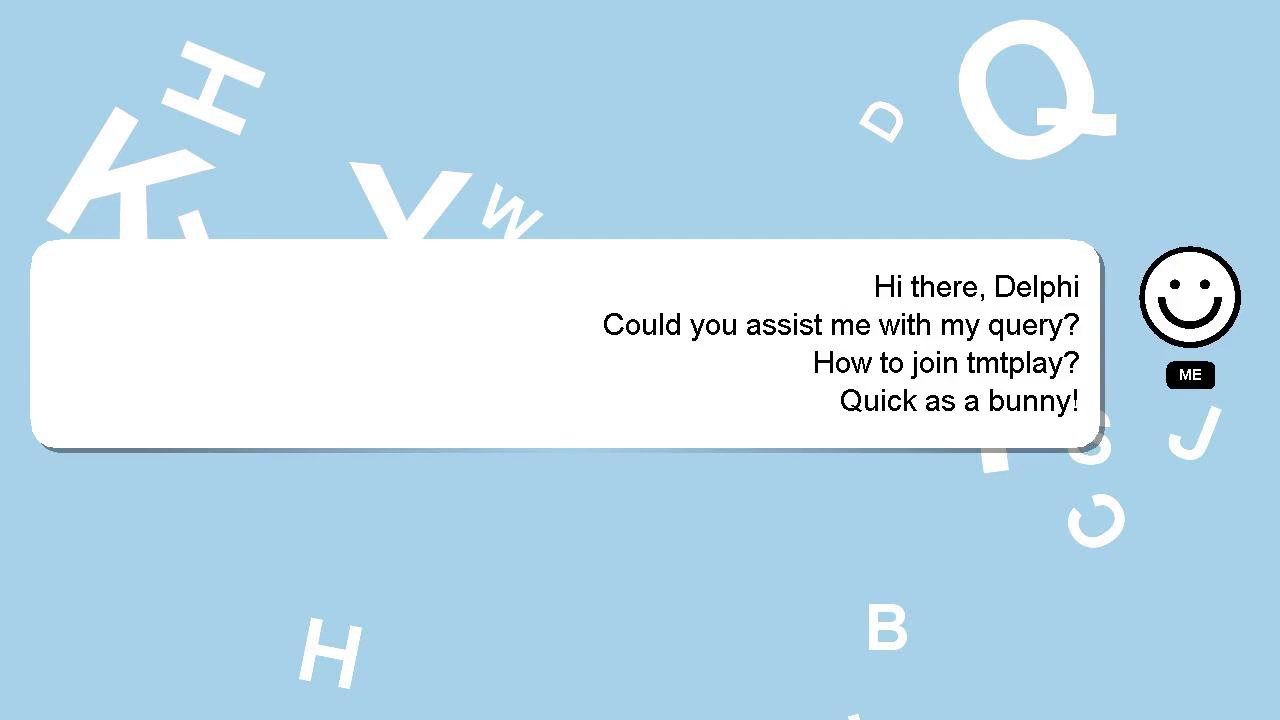 H
K
Y
W
D
Q
Hi there, Delphi
Could you assist me with my query?
How to join tmtplay?
Quick as a bunny!
ME
S
J
C
H
B